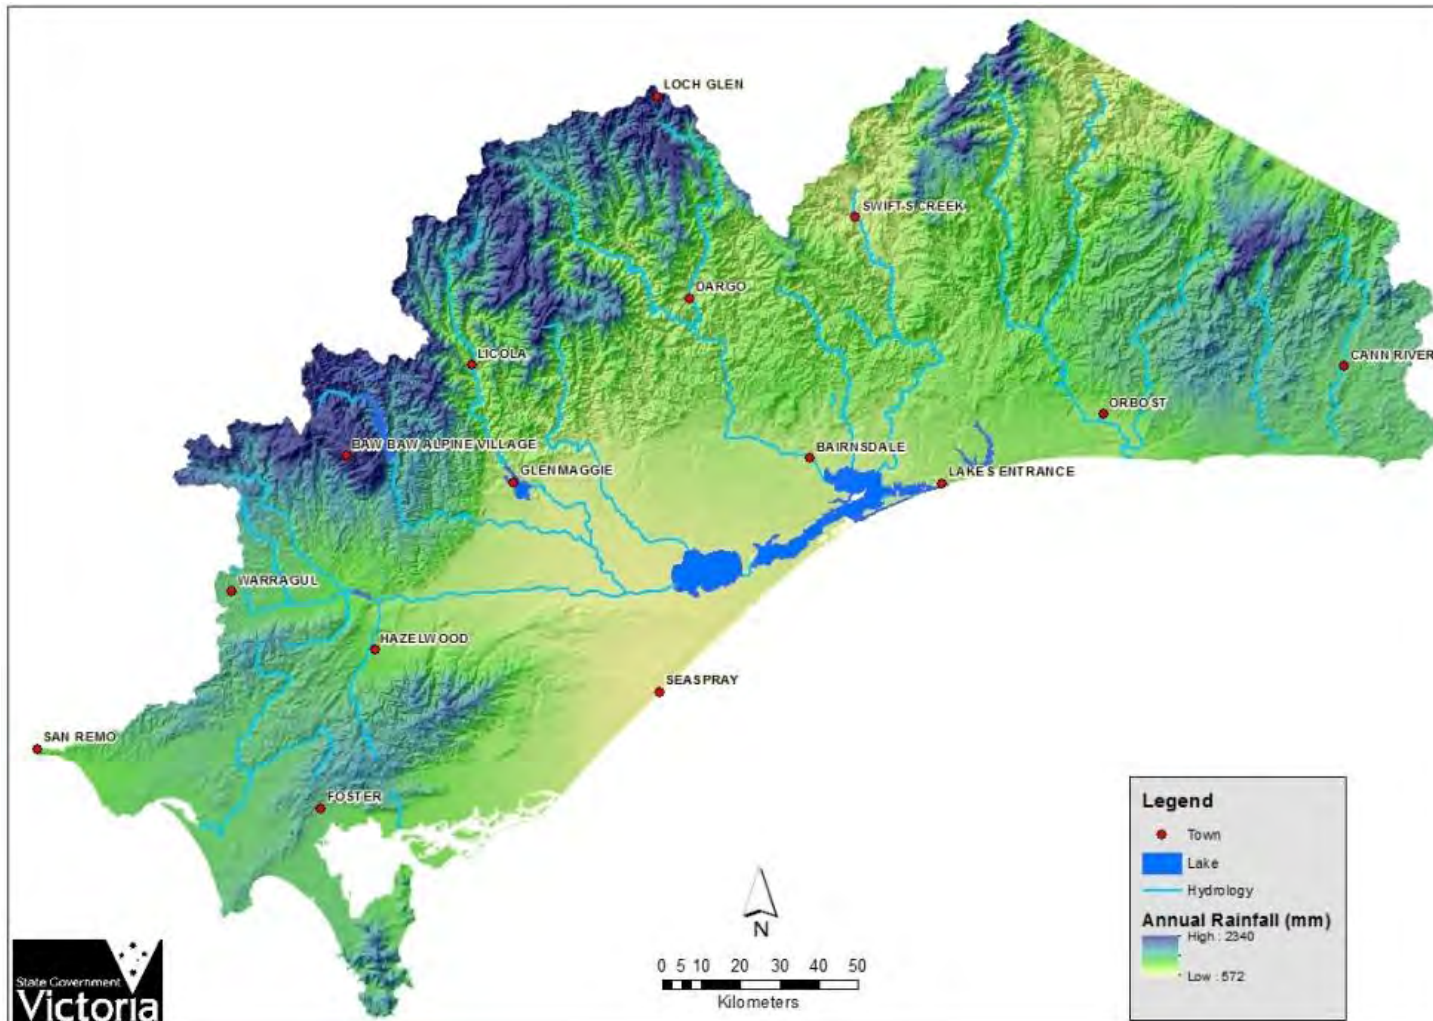 LOCH GLEN
SWIFTS CREEK
DARGO
LICOLA
CANN RIVER
ORBOST
BAW BAW ALPINE VILLAGE
BAIRNSDALE
GLENMAGGIE
LAKES ENTRANCE
WARRAGUL
HAZELWOOD
SEASPRAY
SAN REMO
FOSTER
N
0 5 10 20 30 40 50
Kilometers
Legend
Town
Lake
Hydrology
Annual Rainfall (mm)
High : 2340
Low : 572
State Government
Victoria